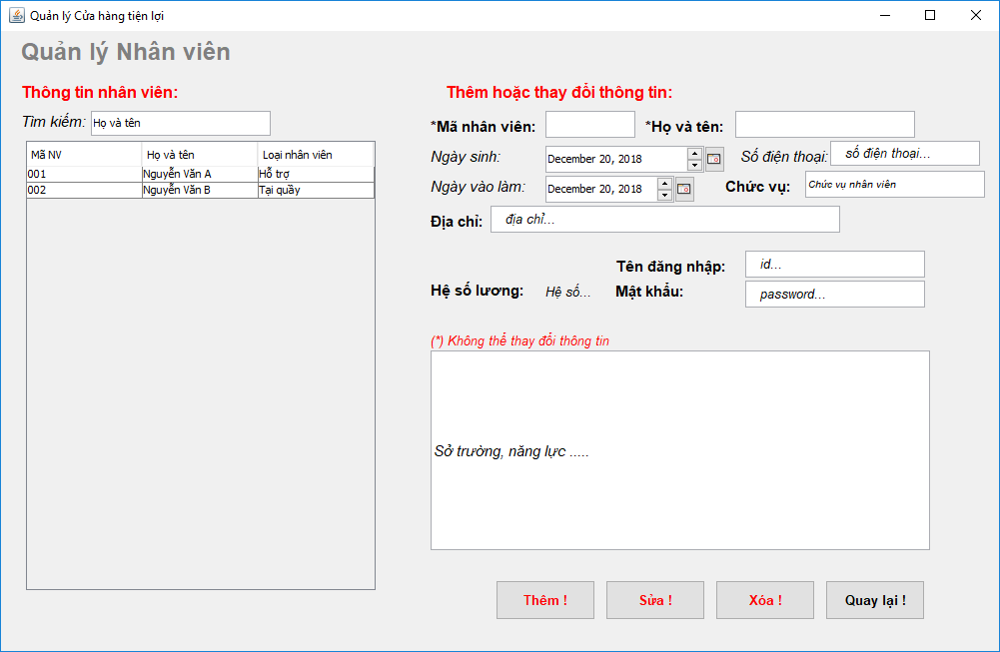 Quản lý Cửa hàng tiện lợi
Quản lý Nhân viên
Thông tin nhân viên:
Tìm kiếm: Họ và tên
Mã NV Họ và tên Loại nhân viên
001 Nguyễn Văn A Hỗ trợ
002 Nguyễn Văn B Tại quầy
Thêm hoặc thay đổi thông tin:
*Mã nhân viên: *Họ và tên:
Ngày sinh: December 20, 2018 Số điện thoại: số điện thoại...
Ngày vào làm: December 20, 2018 Chức vụ: Chức vụ nhân viên
Địa chỉ: địa chỉ...
Tên đăng nhập: id...
Hệ số lương: Hệ số... Mật khẩu: password...
(*) Không thể thay đổi thông tin
Sở trường, năng lực .....
Thêm ! Sửa ! Xóa ! Quay lại !